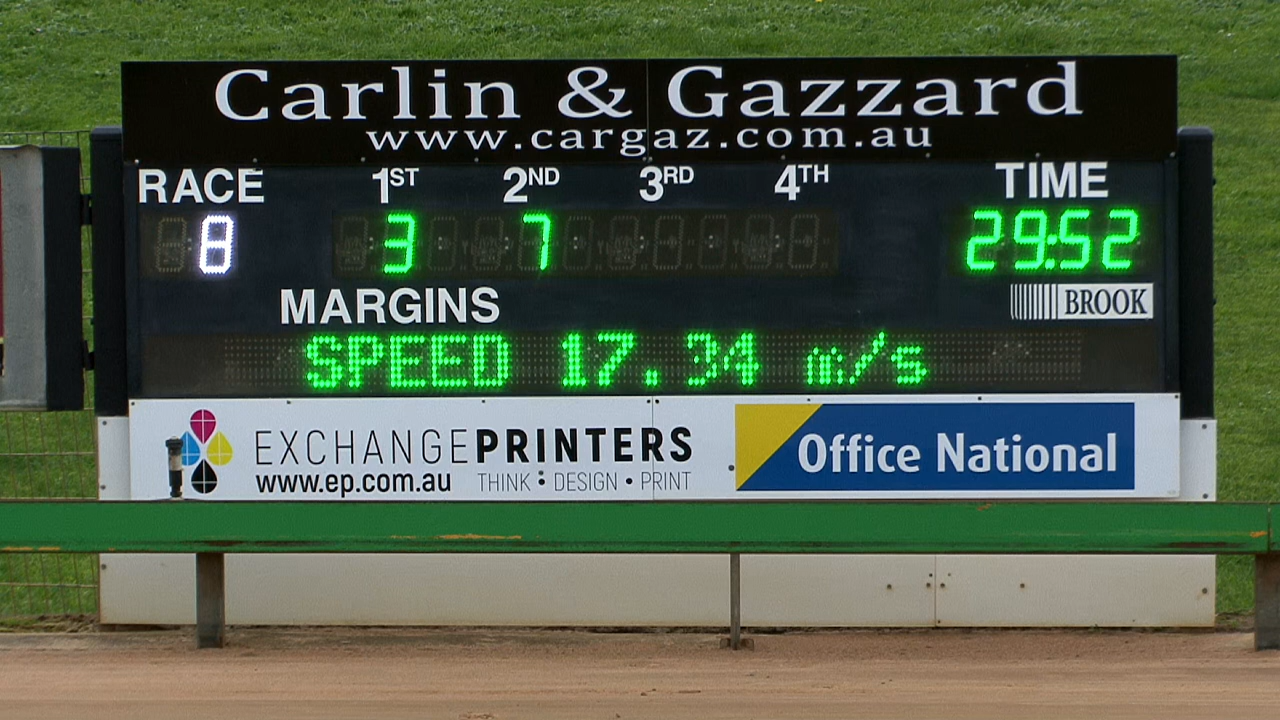 Carlin & Gazzard
www.cargaz.com.au
RACE 1ST 2ND 3RD 4TH TIME
8 3 7 29:52
MARGINS BROOK
SPEED 17.34 m/s
EXCHANGEPRINTERS
www.ep.com.au THINK : DESIGN • PRINT
Office National